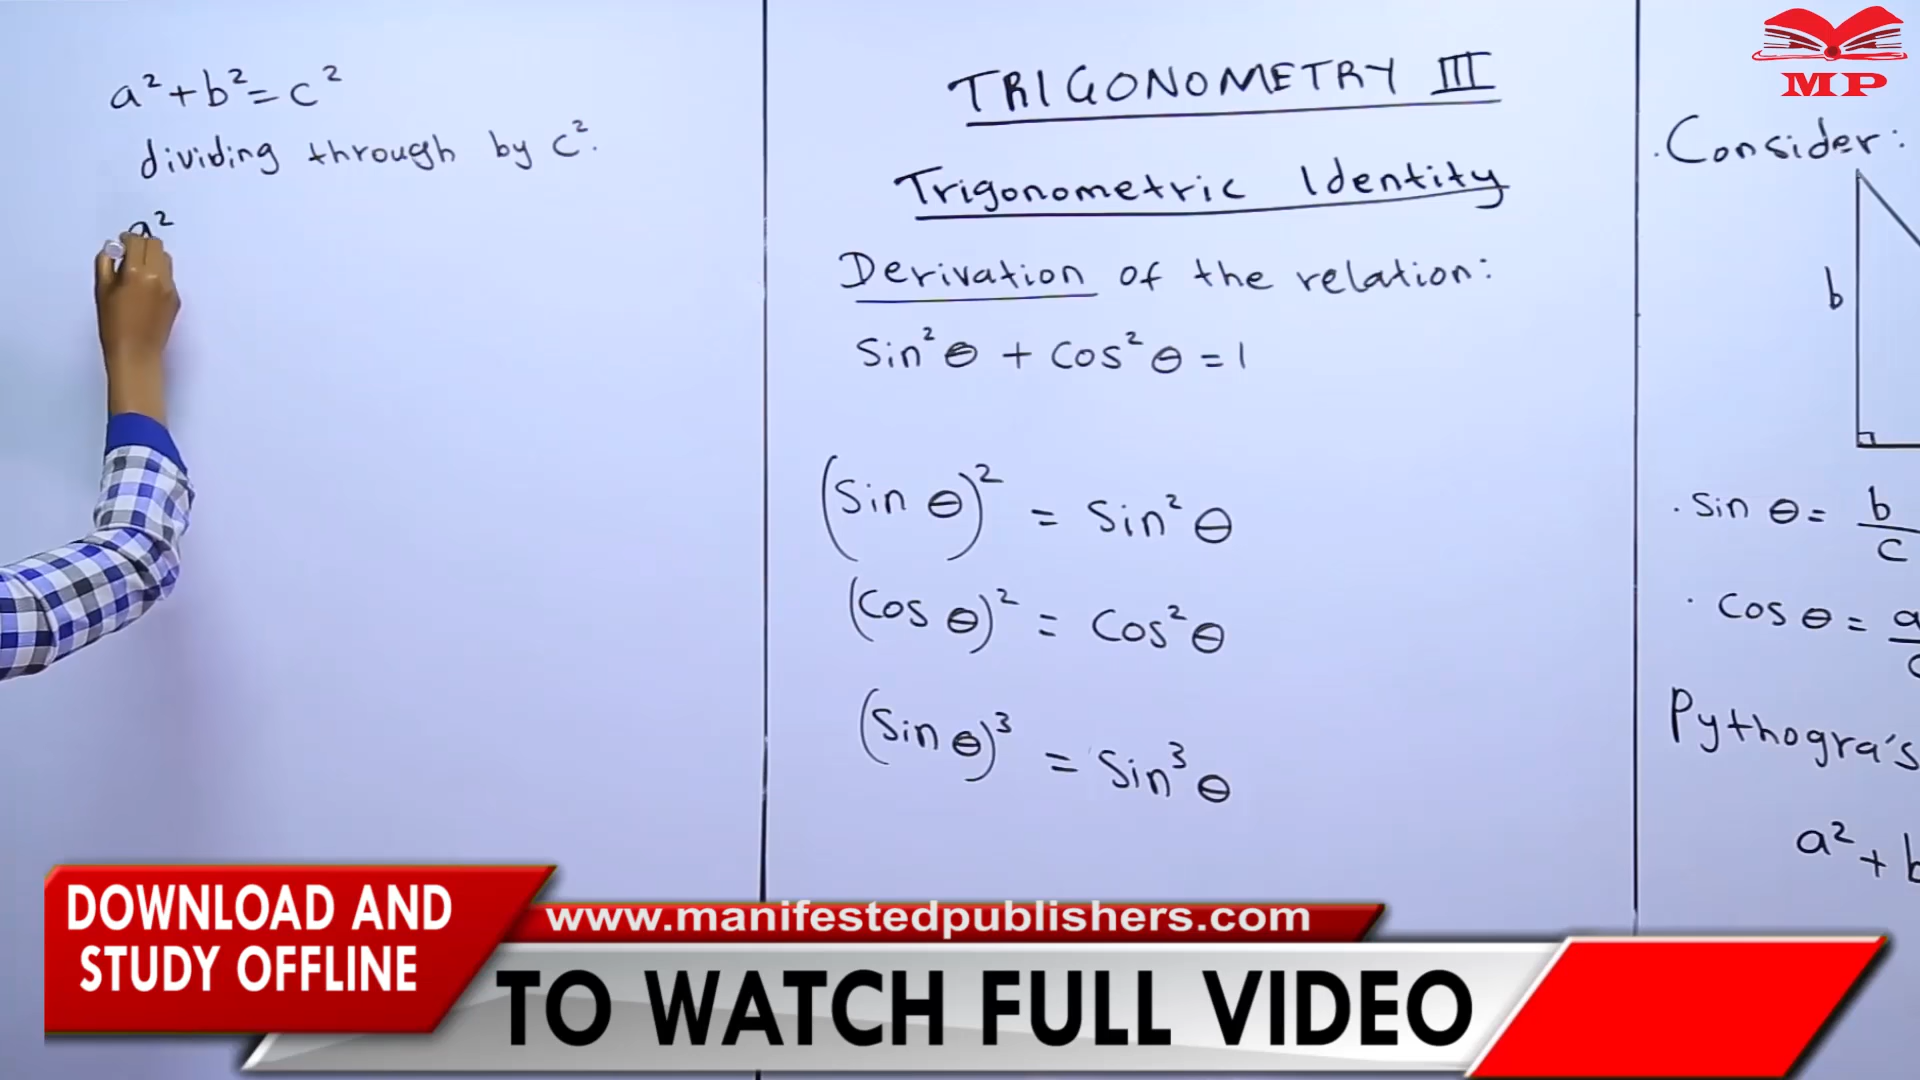 a² + b² = c²
dividing through by c².
a²
TRIGONOMETRY III
Trigonometric Identity
Derivation of the relation:
Sin²θ + Cos²θ = 1
(Sin θ)² = Sin²θ
(Cos θ)² = Cos²θ
(Sin θ)³ = Sin³θ
MP
. Consider:
b
. Sin θ = b/c
. Cos θ = a/c
Pythogra's
a² + b
DOWNLOAD AND
STUDY OFFLINE
www.manifestedpublishers.com
TO WATCH FULL VIDEO